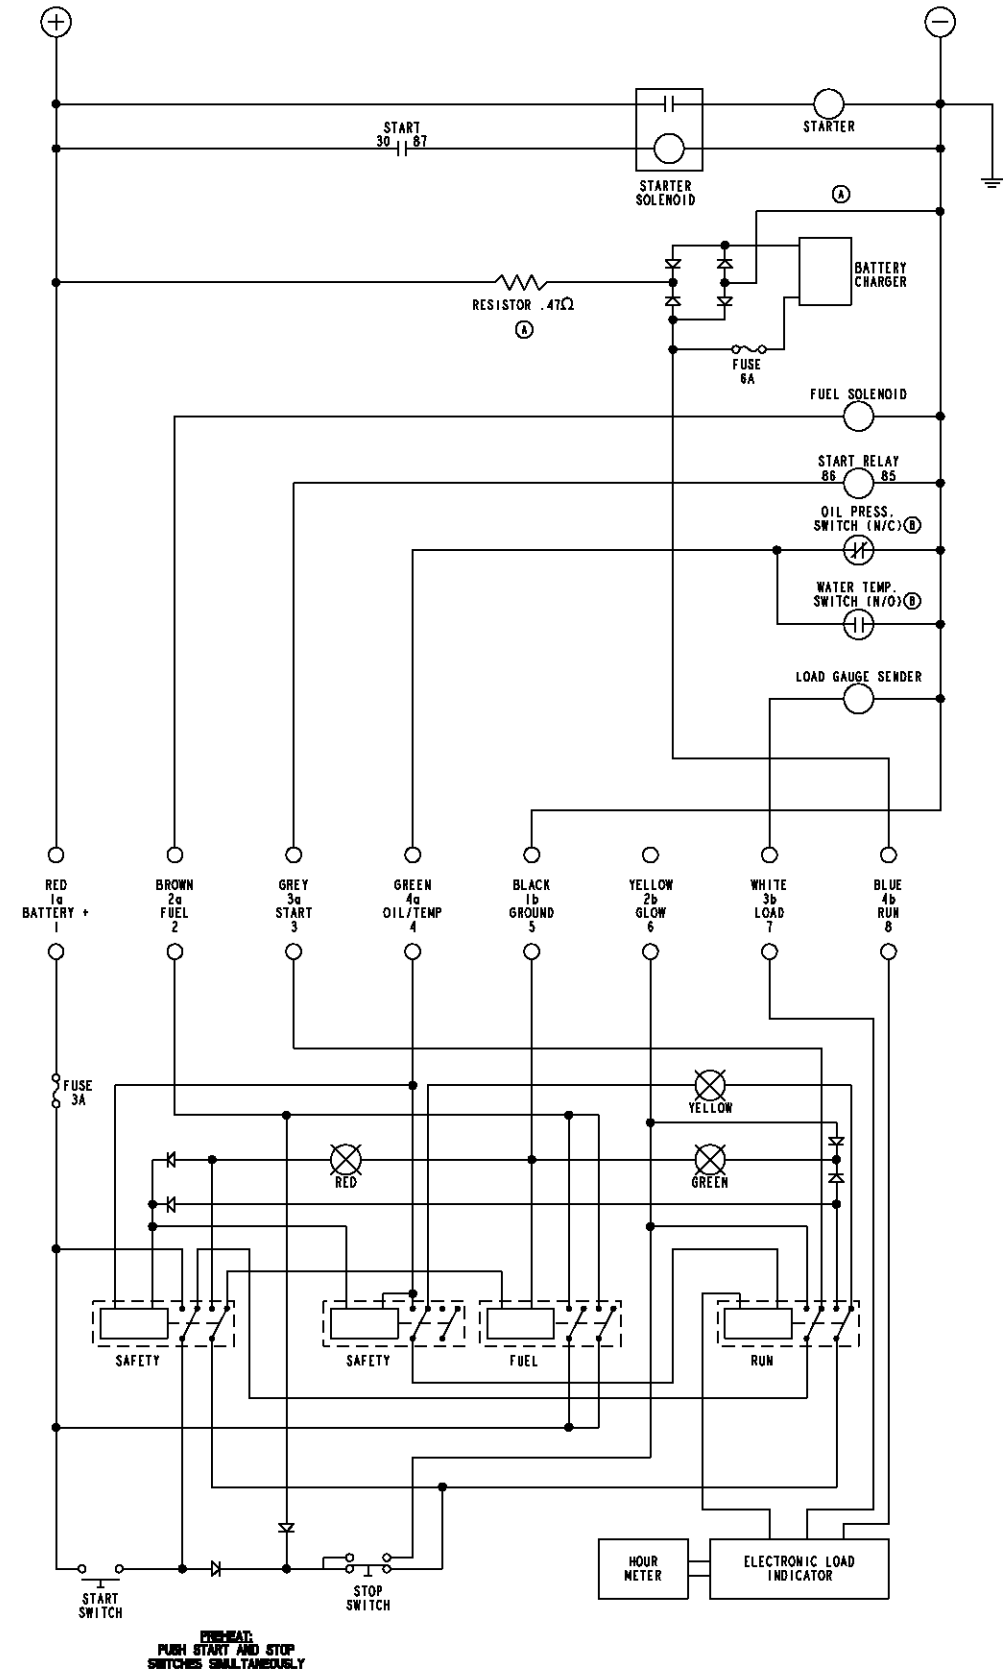 +
−
START
30 87
STARTER
STARTER
SOLENOID
A
BATTERY
CHARGER
RESISTOR .47Ω
A
FUSE
6A
FUEL SOLENOID
START RELAY
86 85
OIL PRESS.
SWITCH (N/C) B
WATER TEMP.
SWITCH (N/O) B
LOAD GAUGE SENDER
RED
1a
BATTERY +
1
BROWN
2a
FUEL
2
GREY
3a
START
3
GREEN
4a
OIL/TEMP
4
BLACK
1b
GROUND
5
YELLOW
2b
GLOW
6
WHITE
3b
LOAD
7
BLUE
4b
RUN
8
FUSE
3A
YELLOW
RED
GREEN
SAFETY
SAFETY
FUEL
RUN
START
SWITCH
STOP
SWITCH
HOUR
METER
ELECTRONIC LOAD
INDICATOR
PREHEAT:
PUSH START AND STOP
SWITCHES SIMULTANEOUSLY